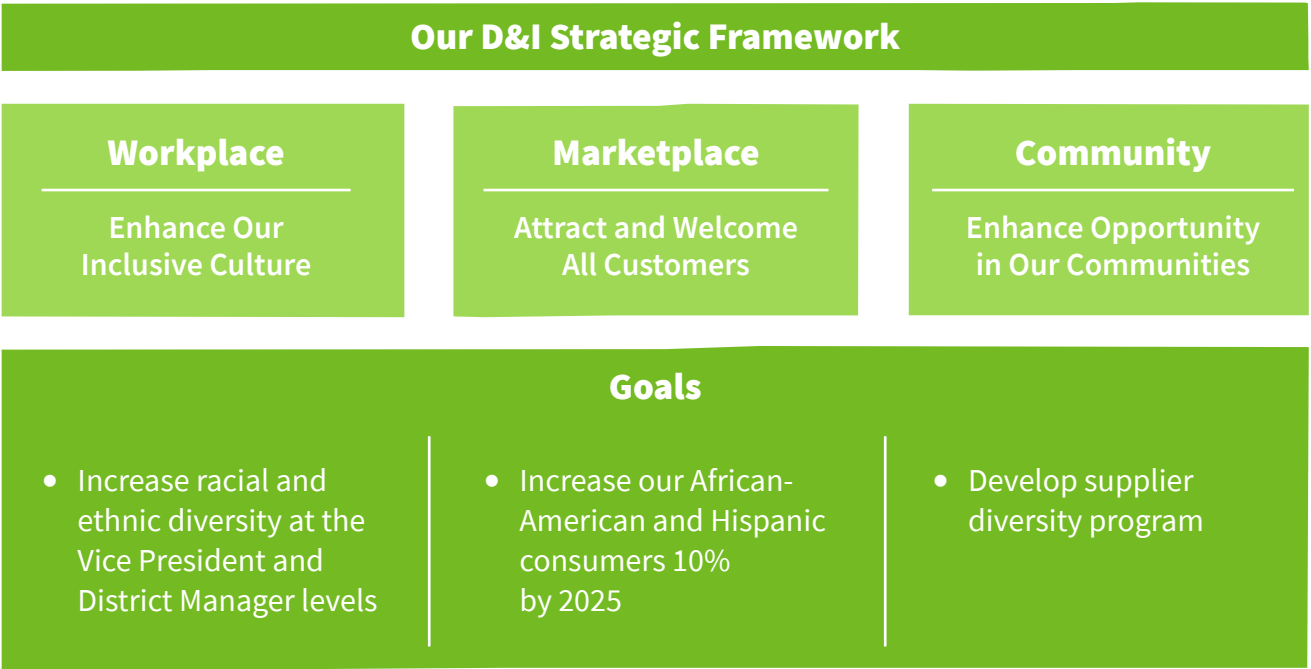 Our D&I Strategic Framework
Workplace
Enhance Our
Inclusive Culture
Marketplace
Attract and Welcome
All Customers
Community
Enhance Opportunity
in Our Communities
Goals
• Increase racial and
ethnic diversity at the
Vice President and
District Manager levels
• Increase our African-
American and Hispanic
consumers 10%
by 2025
• Develop supplier
diversity program